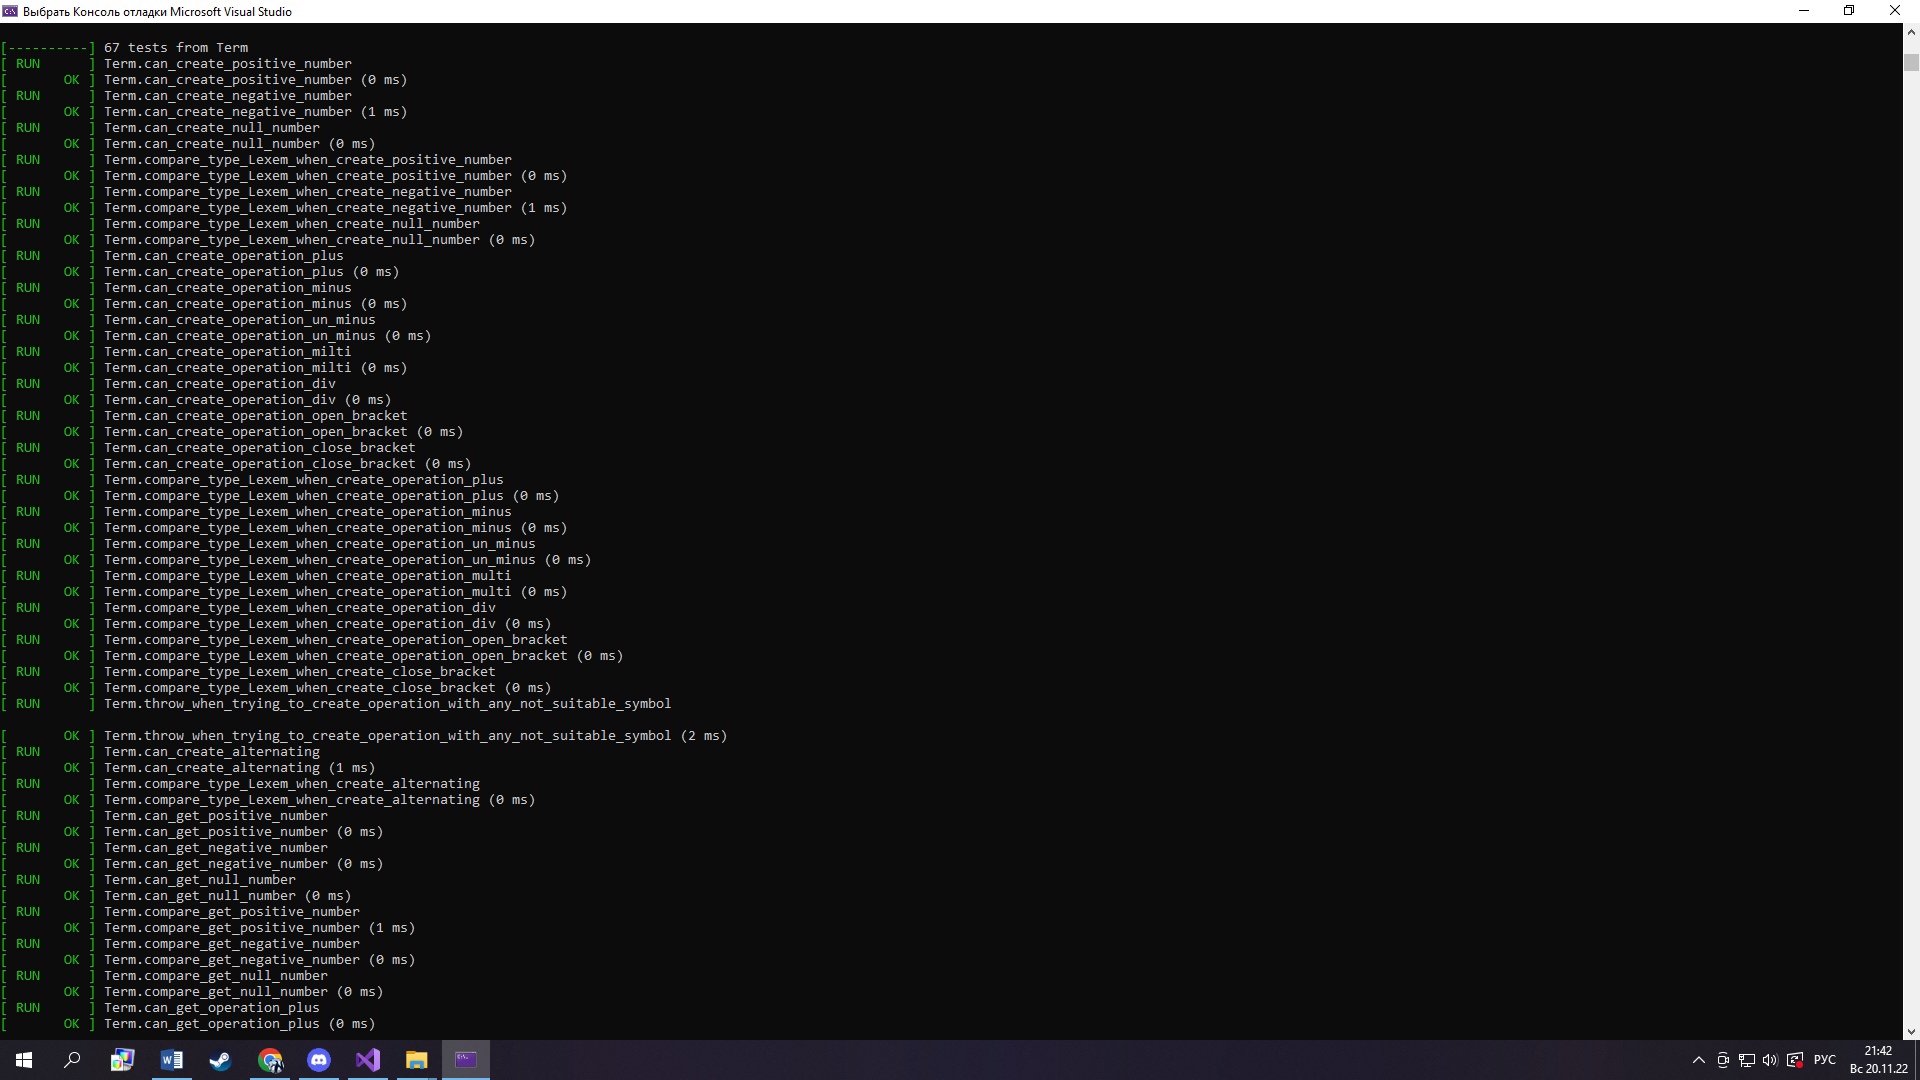 Выбрать Консоль отладки Microsoft Visual Studio
[----------] 67 tests from Term
[ RUN      ] Term.can_create_positive_number
[       OK ] Term.can_create_positive_number (0 ms)
[ RUN      ] Term.can_create_negative_number
[       OK ] Term.can_create_negative_number (1 ms)
[ RUN      ] Term.can_create_null_number
[       OK ] Term.can_create_null_number (0 ms)
[ RUN      ] Term.compare_type_Lexem_when_create_positive_number
[       OK ] Term.compare_type_Lexem_when_create_positive_number (0 ms)
[ RUN      ] Term.compare_type_Lexem_when_create_negative_number
[       OK ] Term.compare_type_Lexem_when_create_negative_number (1 ms)
[ RUN      ] Term.compare_type_Lexem_when_create_null_number
[       OK ] Term.compare_type_Lexem_when_create_null_number (0 ms)
[ RUN      ] Term.can_create_operation_plus
[       OK ] Term.can_create_operation_plus (0 ms)
[ RUN      ] Term.can_create_operation_minus
[       OK ] Term.can_create_operation_minus (0 ms)
[ RUN      ] Term.can_create_operation_un_minus
[       OK ] Term.can_create_operation_un_minus (0 ms)
[ RUN      ] Term.can_create_operation_milti
[       OK ] Term.can_create_operation_milti (0 ms)
[ RUN      ] Term.can_create_operation_div
[       OK ] Term.can_create_operation_div (0 ms)
[ RUN      ] Term.can_create_operation_open_bracket
[       OK ] Term.can_create_operation_open_bracket (0 ms)
[ RUN      ] Term.can_create_operation_close_bracket
[       OK ] Term.can_create_operation_close_bracket (0 ms)
[ RUN      ] Term.compare_type_Lexem_when_create_operation_plus
[       OK ] Term.compare_type_Lexem_when_create_operation_plus (0 ms)
[ RUN      ] Term.compare_type_Lexem_when_create_operation_minus
[       OK ] Term.compare_type_Lexem_when_create_operation_minus (0 ms)
[ RUN      ] Term.compare_type_Lexem_when_create_operation_un_minus
[       OK ] Term.compare_type_Lexem_when_create_operation_un_minus (0 ms)
[ RUN      ] Term.compare_type_Lexem_when_create_operation_multi
[       OK ] Term.compare_type_Lexem_when_create_operation_multi (0 ms)
[ RUN      ] Term.compare_type_Lexem_when_create_operation_div
[       OK ] Term.compare_type_Lexem_when_create_operation_div (0 ms)
[ RUN      ] Term.compare_type_Lexem_when_create_operation_open_bracket
[       OK ] Term.compare_type_Lexem_when_create_operation_open_bracket (0 ms)
[ RUN      ] Term.compare_type_Lexem_when_create_close_bracket
[       OK ] Term.compare_type_Lexem_when_create_close_bracket (0 ms)
[ RUN      ] Term.throw_when_trying_to_create_operation_with_any_not_suitable_symbol
[       OK ] Term.throw_when_trying_to_create_operation_with_any_not_suitable_symbol (2 ms)
[ RUN      ] Term.can_create_alternating
[       OK ] Term.can_create_alternating (1 ms)
[ RUN      ] Term.compare_type_Lexem_when_create_alternating
[       OK ] Term.compare_type_Lexem_when_create_alternating (0 ms)
[ RUN      ] Term.can_get_positive_number
[       OK ] Term.can_get_positive_number (0 ms)
[ RUN      ] Term.can_get_negative_number
[       OK ] Term.can_get_negative_number (0 ms)
[ RUN      ] Term.can_get_null_number
[       OK ] Term.can_get_null_number (0 ms)
[ RUN      ] Term.compare_get_positive_number
[       OK ] Term.compare_get_positive_number (1 ms)
[ RUN      ] Term.compare_get_negative_number
[       OK ] Term.compare_get_negative_number (0 ms)
[ RUN      ] Term.compare_get_null_number
[       OK ] Term.compare_get_null_number (0 ms)
[ RUN      ] Term.can_get_operation_plus
[       OK ] Term.can_get_operation_plus (0 ms)
РУС
21:42
Вс 20.11.22